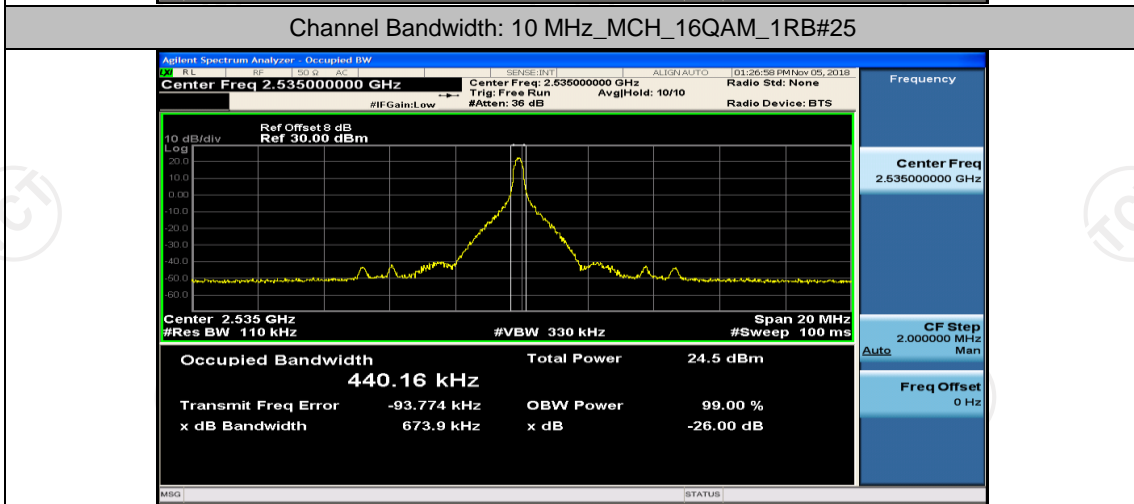 Channel Bandwidth: 10 MHz_MCH_16QAM_1RB#25
Agilent Spectrum Analyzer - Occupied BW
LXI RL RF 50 Ω AC SENSE:INT ALIGN AUTO 01:26:58 PM Nov 05, 2018
Center Freq 2.535000000 GHz Center Freq: 2.535000000 GHz Radio Std: None
Trig: Free Run Avg|Hold: 10/10
#IFGain:Low #Atten: 36 dB Radio Device: BTS
Frequency
Ref Offset 8 dB
10 dB/div Ref 30.00 dBm
Log
20.0
10.0
0.00
-10.0
-20.0
-30.0
-40.0
-50.0
-60.0
Center 2.535 GHz Span 20 MHz
#Res BW 110 kHz #VBW 330 kHz #Sweep 100 ms
Center Freq
2.535000000 GHz
CF Step
2.000000 MHz
Auto Man
Freq Offset
0 Hz
Occupied Bandwidth Total Power 24.5 dBm
440.16 kHz
Transmit Freq Error -93.774 kHz OBW Power 99.00 %
x dB Bandwidth 673.9 kHz x dB -26.00 dB
MSG STATUS
TCT